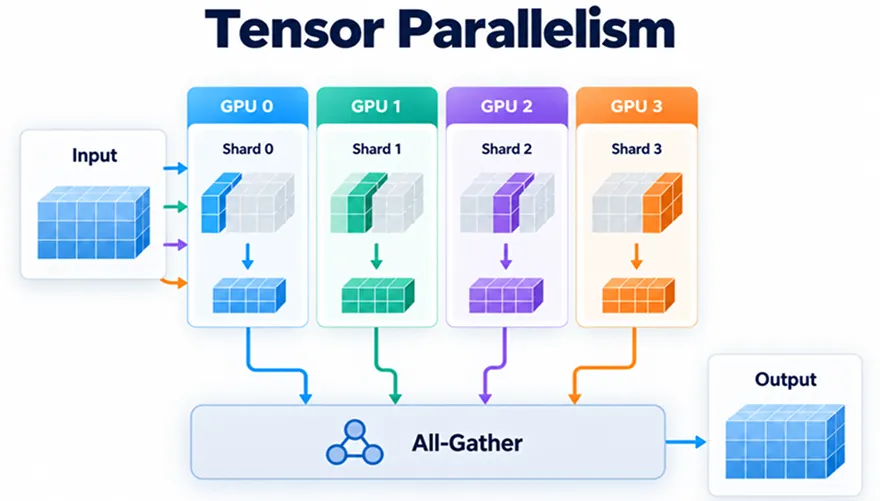 Tensor Parallelism
GPU 0
GPU 1
GPU 2
GPU 3
Input
Shard 0
Shard 1
Shard 2
Shard 3
All-Gather
Output